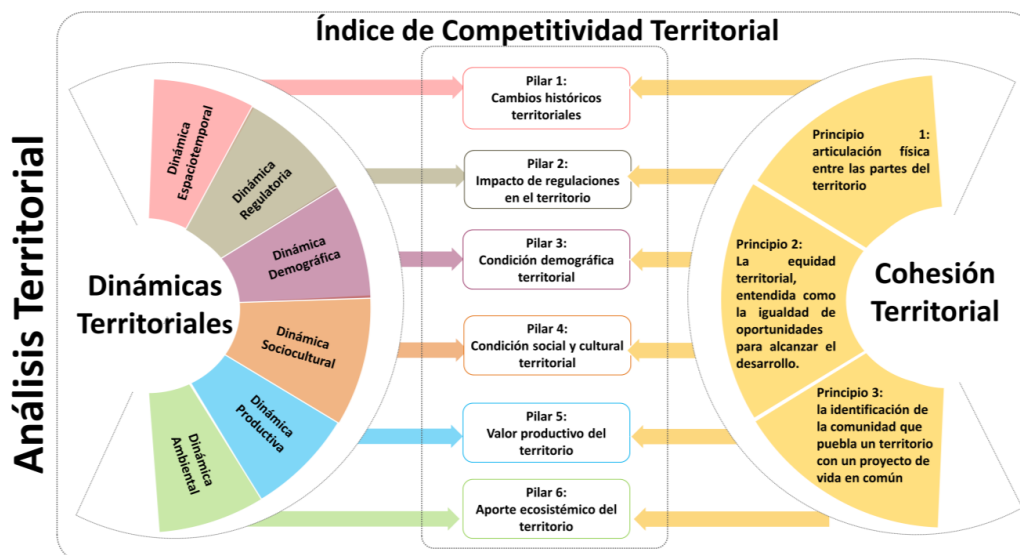 Índice de Competitividad Territorial
Análisis Territorial
Dinámicas
Territoriales
Dinámica
Espaciotemporal
Dinámica
Regulatoria
Dinámica
Demográfica
Dinámica
Sociocultural
Dinámica
Productiva
Dinámica
Ambiental
Pilar 1:
Cambios históricos
territoriales
Pilar 2:
Impacto de regulaciones
en el territorio
Pilar 3:
Condición demográfica
territorial
Pilar 4:
Condición social y cultural
territorial
Pilar 5:
Valor productivo del
territorio
Pilar 6:
Aporte ecosistémico del
territorio
Principio 1:
articulación física
entre las partes del
territorio
Principio 2:
La equidad
territorial,
entendida como
la igualdad de
oportunidades
para alcanzar el
desarrollo.
Principio 3:
la identificación de
la comunidad que
puebla un territorio
con un proyecto de
vida en común
Cohesión
Territorial